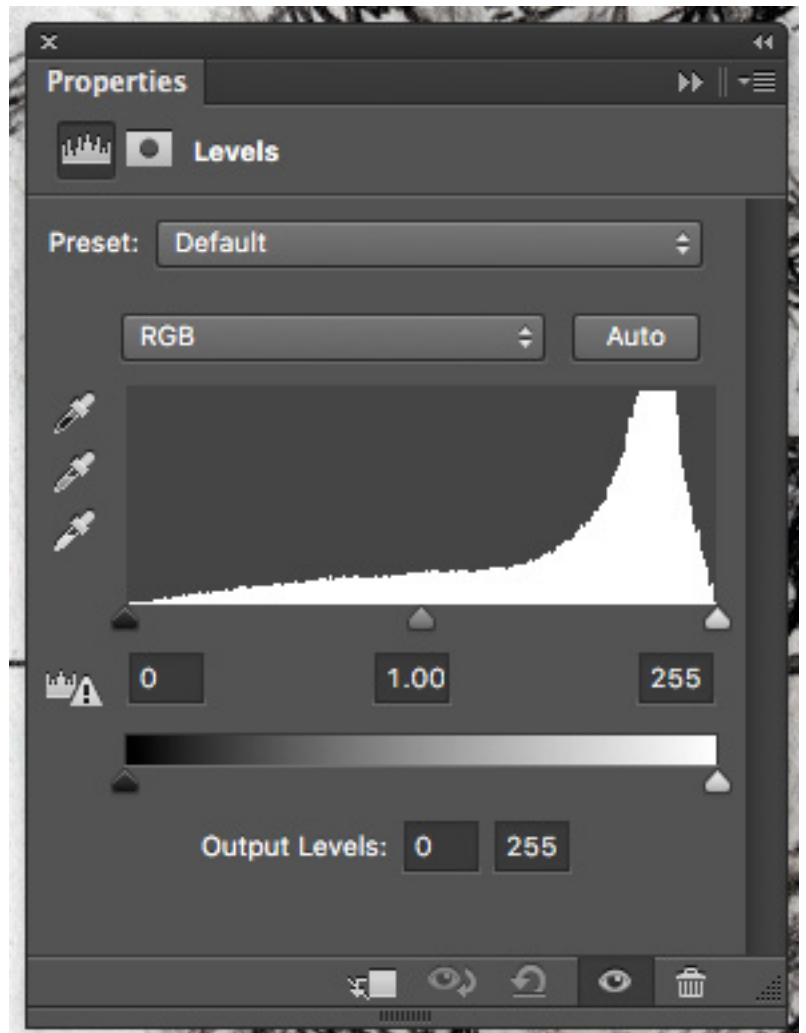 Properties
Levels
Preset: Default
RGB Auto
0 1.00 255
Output Levels: 0 255